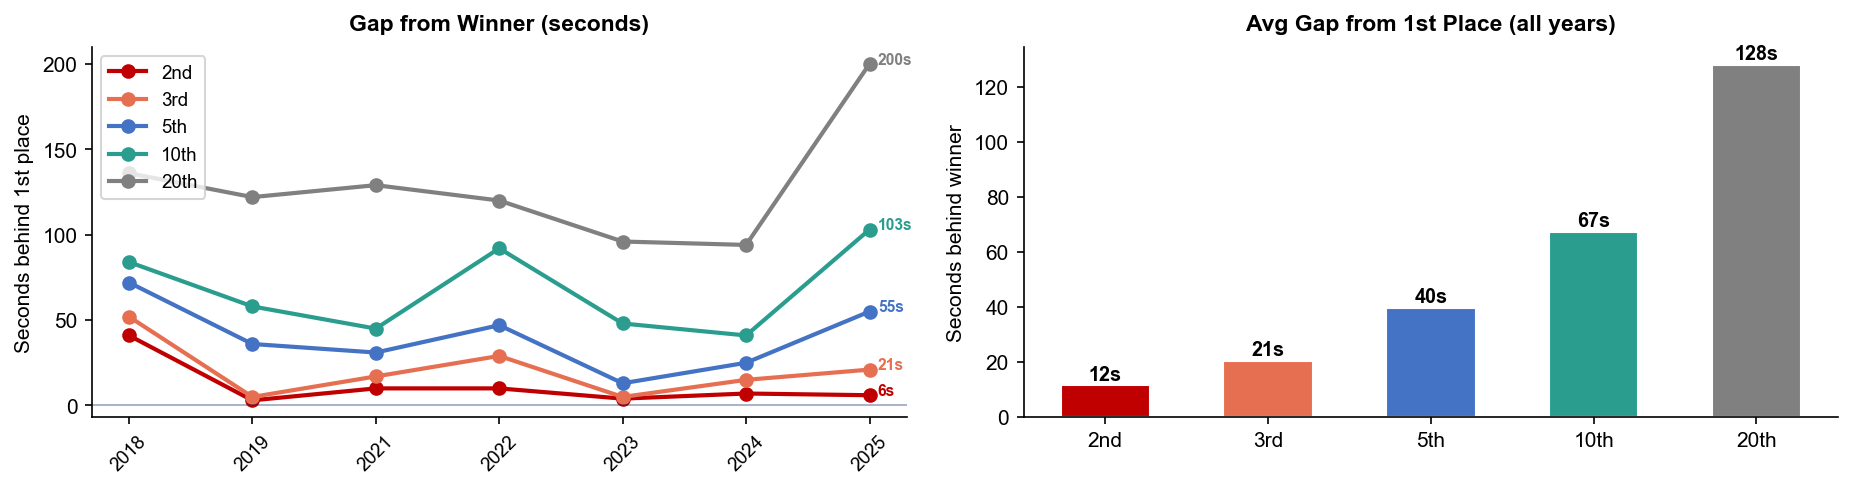 Gap from Winner (seconds)
Seconds behind 1st place
200
150
100
50
0
2nd
3rd
5th
10th
20th
200s
103s
55s
21s
6s
2018
2019
2021
2022
2023
2024
2025
Avg Gap from 1st Place (all years)
Seconds behind winner
120
100
80
60
40
20
0
12s
21s
40s
67s
128s
2nd
3rd
5th
10th
20th